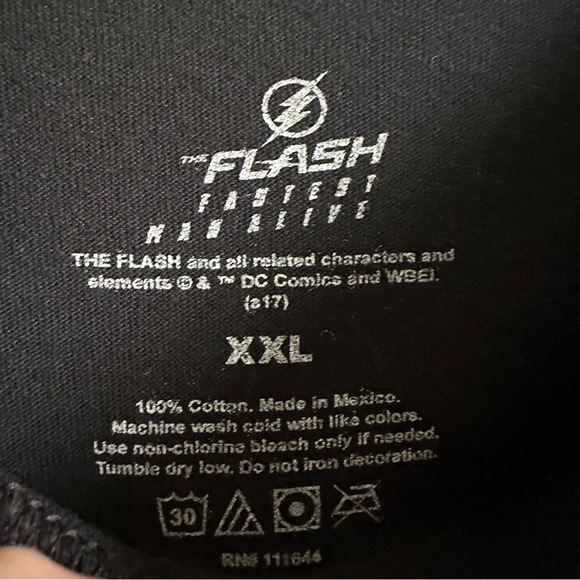 THE FLASH
FASTEST
MAN ALIVE
THE FLASH and all related characters and
elements © & ™ DC Comics and WBEI.
(s17)
XXL
100% Cotton. Made in Mexico.
Machine wash cold with like colors.
Use non-chlorine bleach only if needed.
Tumble dry low. Do not iron decoration.
30
RN# 111644